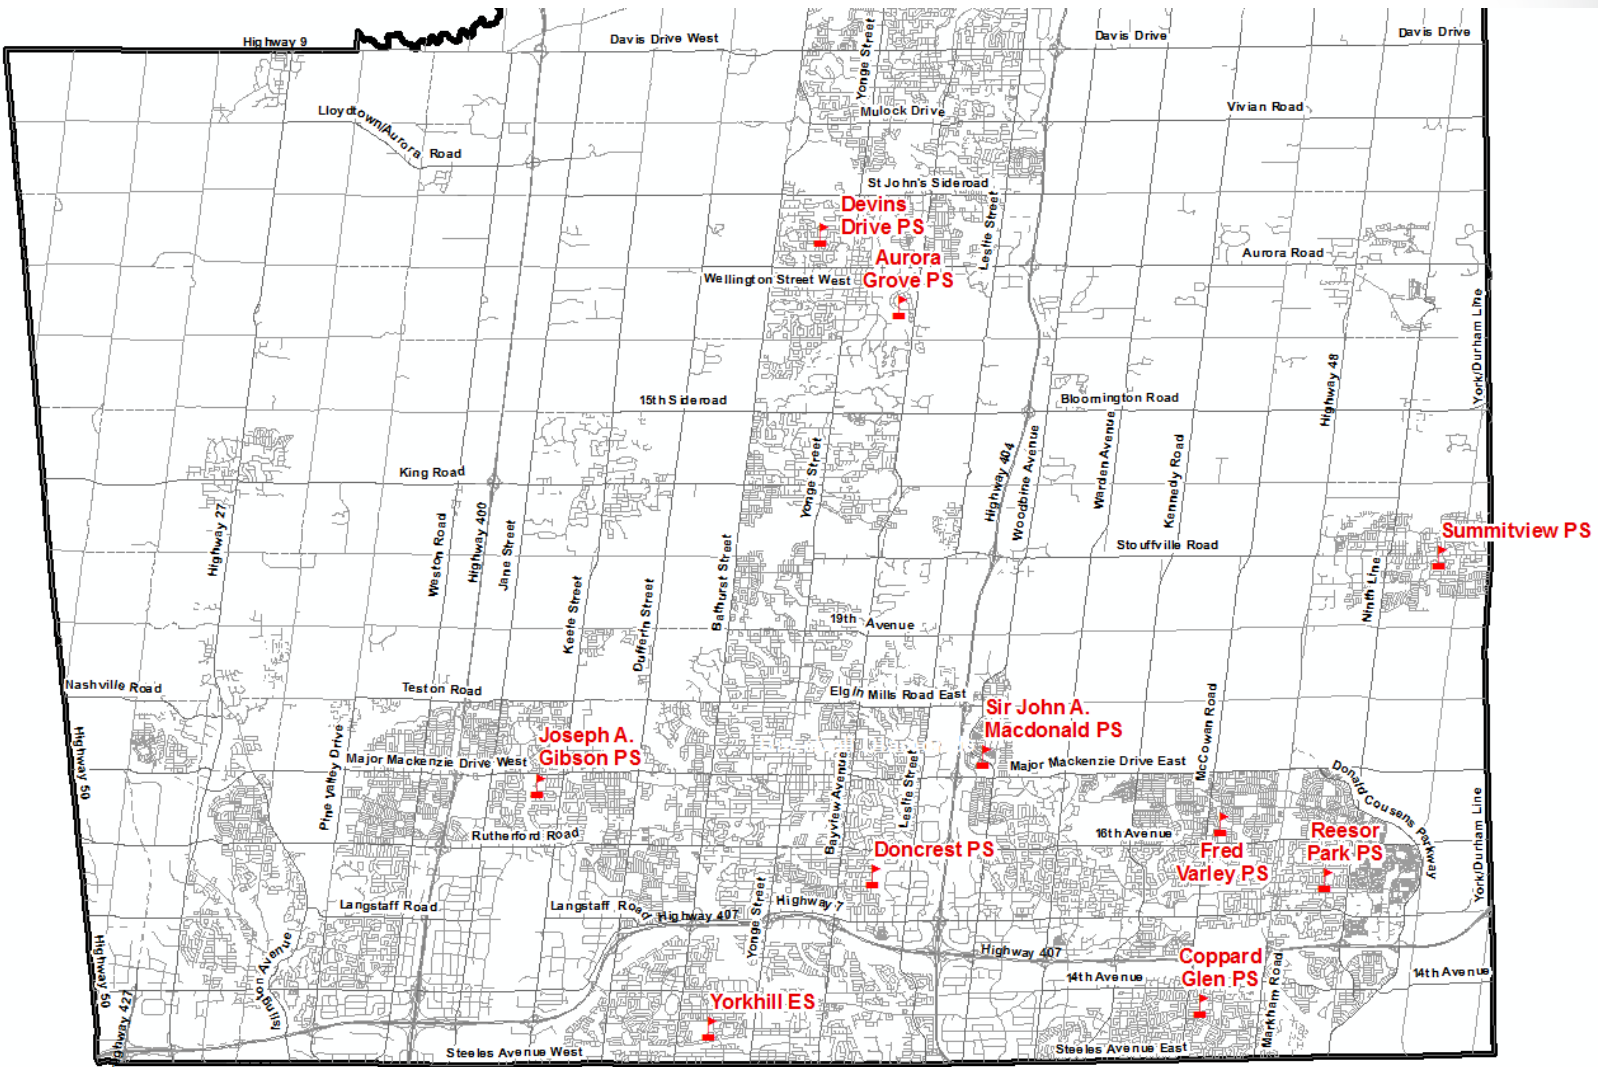 Highway 9
Davis Drive West
Yonge Street
Davis Drive
Davis Drive
Lloydtown/Aurora Road
Mulock Drive
Vivian Road
St John's Sideroad
Devins
Drive PS
Leslie Street
Aurora
Grove PS
Wellington Street West
Aurora Road
York/Durham Line
15th Sideroad
Bloomington Road
Highway 48
King Road
Yonge Street
Highway 404
Woodbine Avenue
Warden Avenue
Kennedy Road
Highway 27
Weston Road
Highway 400
Jane Street
Summitview PS
Stouffville Road
Keele Street
Dufferin Street
Bathurst Street
Ninth Line
19th Avenue
Nashville Road
Teston Road
Elgin Mills Road East
Sir John A.
Macdonald PS
McCowan Road
Highway 50
Pine Valley Drive
Joseph A.
Gibson PS
Major Mackenzie Drive West
Major Mackenzie Drive East
Bayview Avenue
Leslie Street
Donald Cousens Parkway
York/Durham Line
Rutherford Road
16th Avenue
Doncrest PS
Fred
Varley PS
Reesor
Park PS
Langstaff Road
Langstaff Road
Highway 407
Yonge Street
Highway 7
Highway 407
Highway 50
Islington Avenue
Coppard
Glen PS
14th Avenue
14th Avenue
Markham Road
Highway 427
Yorkhill ES
Steeles Avenue West
Steeles Avenue East